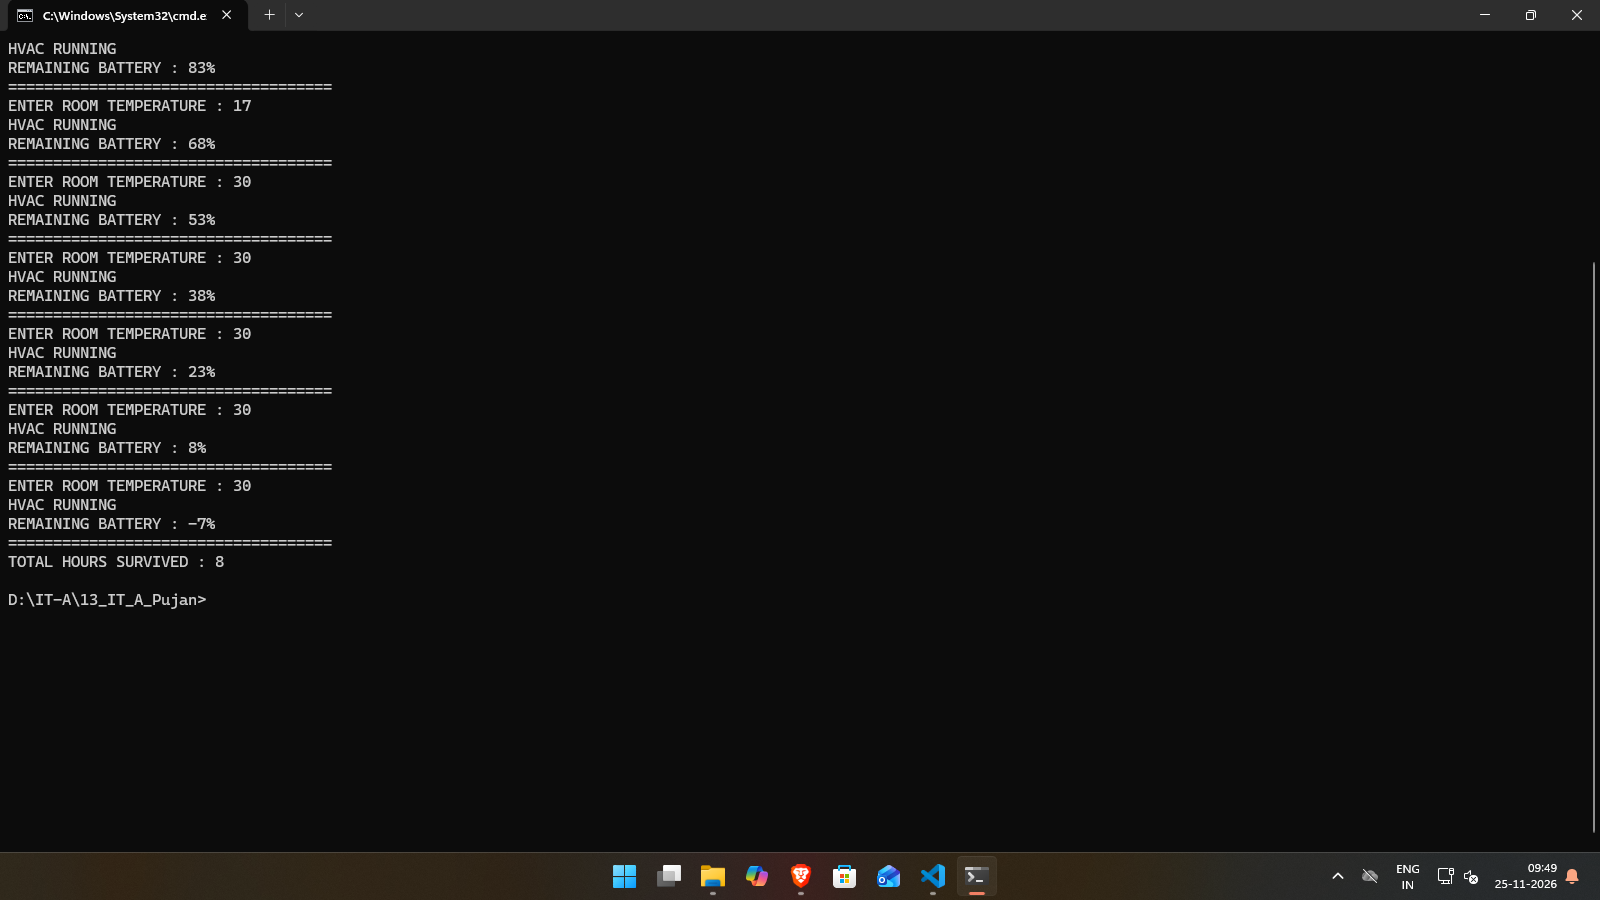 C:\Windows\System32\cmd.e
HVAC RUNNING
REMAINING BATTERY : 83%
====================================
ENTER ROOM TEMPERATURE : 17
HVAC RUNNING
REMAINING BATTERY : 68%
====================================
ENTER ROOM TEMPERATURE : 30
HVAC RUNNING
REMAINING BATTERY : 53%
====================================
ENTER ROOM TEMPERATURE : 30
HVAC RUNNING
REMAINING BATTERY : 38%
====================================
ENTER ROOM TEMPERATURE : 30
HVAC RUNNING
REMAINING BATTERY : 23%
====================================
ENTER ROOM TEMPERATURE : 30
HVAC RUNNING
REMAINING BATTERY : 8%
====================================
ENTER ROOM TEMPERATURE : 30
HVAC RUNNING
REMAINING BATTERY : -7%
====================================
TOTAL HOURS SURVIVED : 8
D:\IT-A\13_IT_A_Pujan>
ENG
IN
09:49
25-11-2026